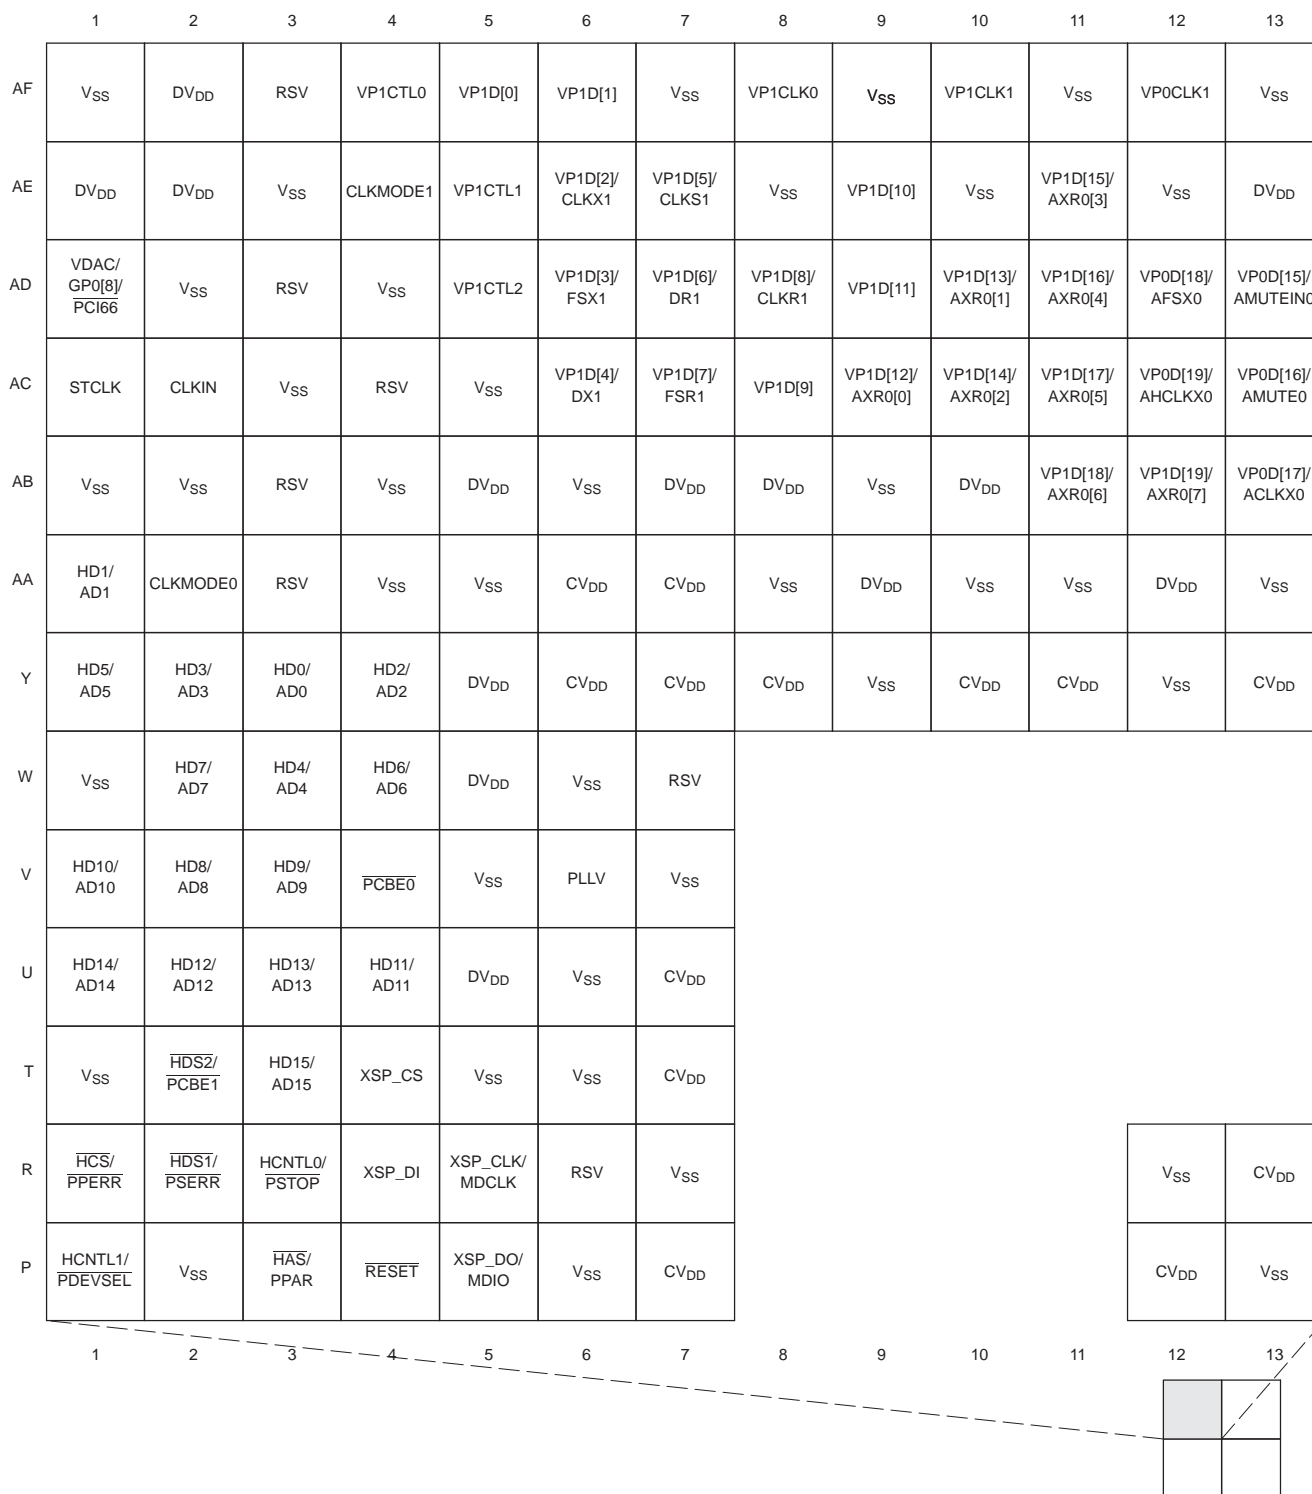 1 2 3 4 5 6 7 8 9 10 11 12 13
AF VSS DVDD RSV VP1CTL0 VP1D[0] VP1D[1] VSS VP1CLK0 VSS VP1CLK1 VSS VP0CLK1 VSS
AE DVDD DVDD VSS CLKMODE1 VP1CTL1 VP1D[2]/ CLKX1 VP1D[5]/ CLKS1 VSS VP1D[10] VSS VP1D[15]/ AXR0[3] VSS DVDD
AD VDAC/ GP0[8]/ PCI66 VSS RSV VSS VP1CTL2 VP1D[3]/ FSX1 VP1D[6]/ DR1 VP1D[8]/ CLKR1 VP1D[11] VP1D[13]/ AXR0[1] VP1D[16]/ AXR0[4] VP0D[18]/ AFSX0 VP0D[15]/ AMUTEIN0
AC STCLK CLKIN VSS RSV VSS VP1D[4]/ DX1 VP1D[7]/ FSR1 VP1D[9] VP1D[12]/ AXR0[0] VP1D[14]/ AXR0[2] VP1D[17]/ AXR0[5] VP0D[19]/ AHCLKX0 VP0D[16]/ AMUTE0
AB VSS VSS RSV VSS DVDD VSS DVDD DVDD VSS DVDD VP1D[18]/ AXR0[6] VP1D[19]/ AXR0[7] VP0D[17]/ ACLKX0
AA HD1/ AD1 CLKMODE0 RSV VSS VSS CVDD CVDD VSS DVDD VSS VSS DVDD VSS
Y HD5/ AD5 HD3/ AD3 HD0/ AD0 HD2/ AD2 DVDD CVDD CVDD CVDD VSS CVDD CVDD VSS CVDD
W VSS HD7/ AD7 HD4/ AD4 HD6/ AD6 DVDD VSS RSV
V HD10/ AD10 HD8/ AD8 HD9/ AD9 PCBE0 VSS PLLV VSS
U HD14/ AD14 HD12/ AD12 HD13/ AD13 HD11/ AD11 DVDD VSS CVDD
T VSS HDS2/ PCBE1 HD15/ AD15 XSP_CS VSS VSS CVDD
R HCS/ PPERR HDS1/ PSERR HCNTL0/ PSTOP XSP_DI XSP_CLK/ MDCLK RSV VSS VSS CVDD
P HCNTL1/ PDEVSEL VSS HAS/ PPAR RESET XSP_DO/ MDIO VSS CVDD CVDD VSS
1 2 3 4 5 6 7 8 9 10 11 12 13